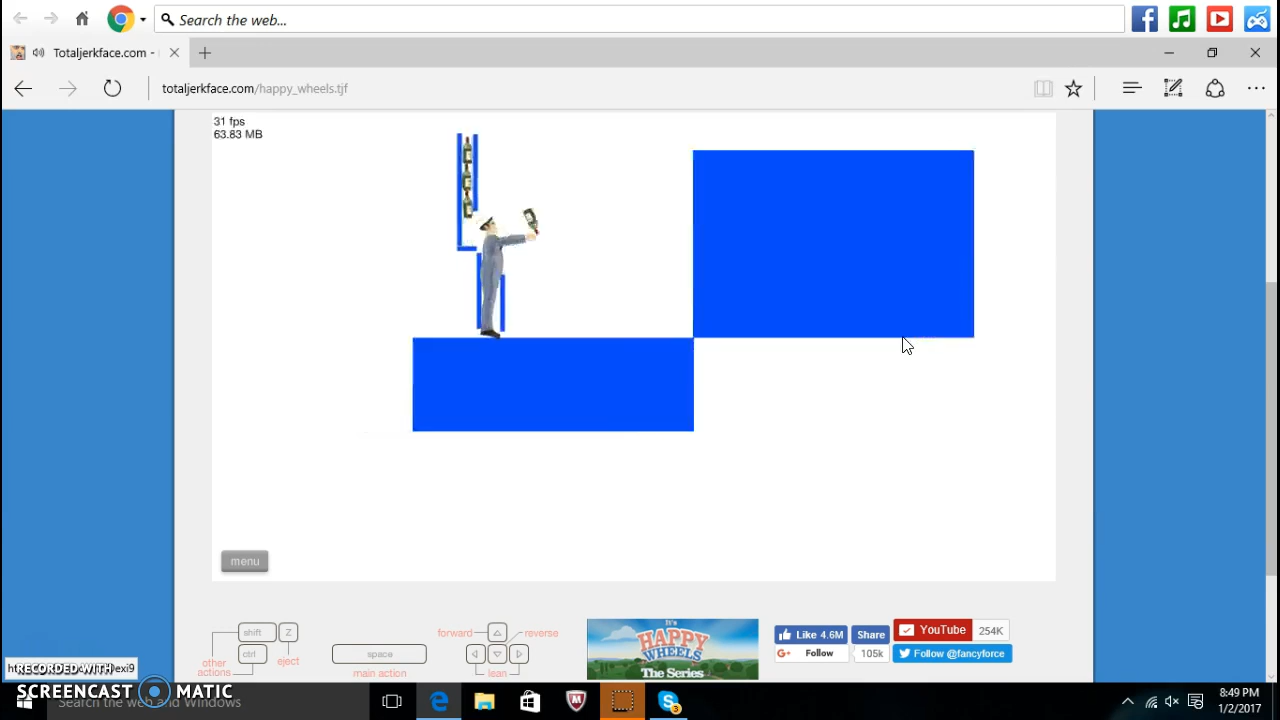 Search the web...
Totaljerkface.com -
totaljerkface.com/happy_wheels.tjf
31 fps
63.83 MB
menu
shift Z
ctrl
other actions
eject
space
main action
forward
reverse
lean
It's
HAPPY
WHEELS
The Series
Like 4.6M Share
YouTube 254K
G+ Follow 105k
Follow @fancyforce
RECORDED WITH
SCREENCAST MATIC
Search the web and Windows
3
8:49 PM
1/2/2017